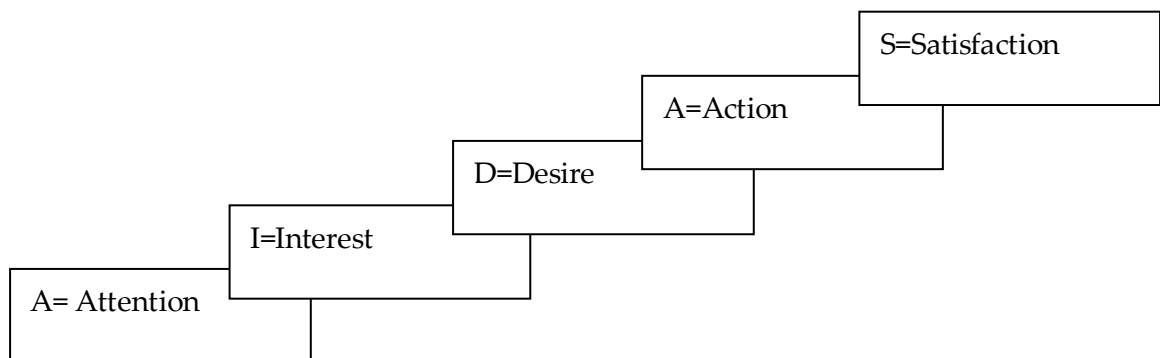 S=Satisfaction
A=Action
D=Desire
I=Interest
A= Attention